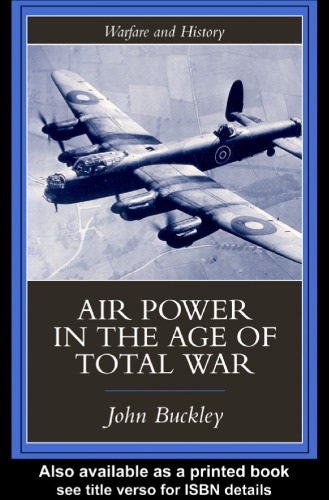 Warfare and History
AIR POWER
IN THE AGE OF
TOTAL WAR
John Buckley
Also available as a printed book
see title verso for ISBN details